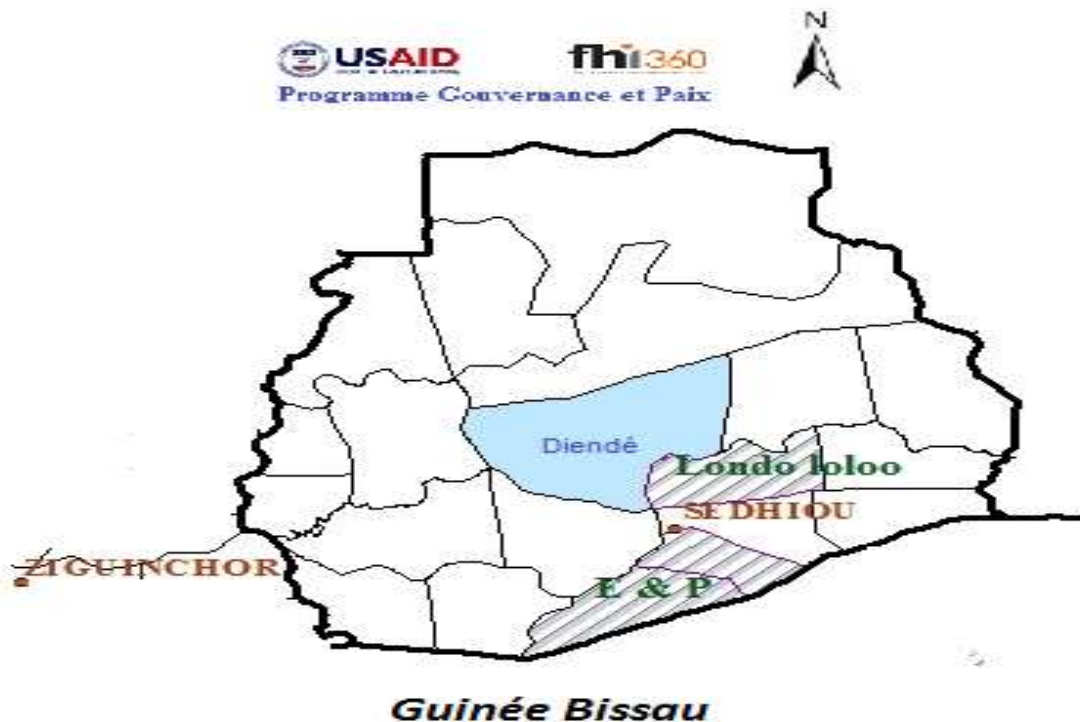 N
USAID fhi360
Programme Gouvernance et Paix
Diendé
Londo loloo
SEDHIOU
ZIGUINCHOR
E & P
Guinée Bissau